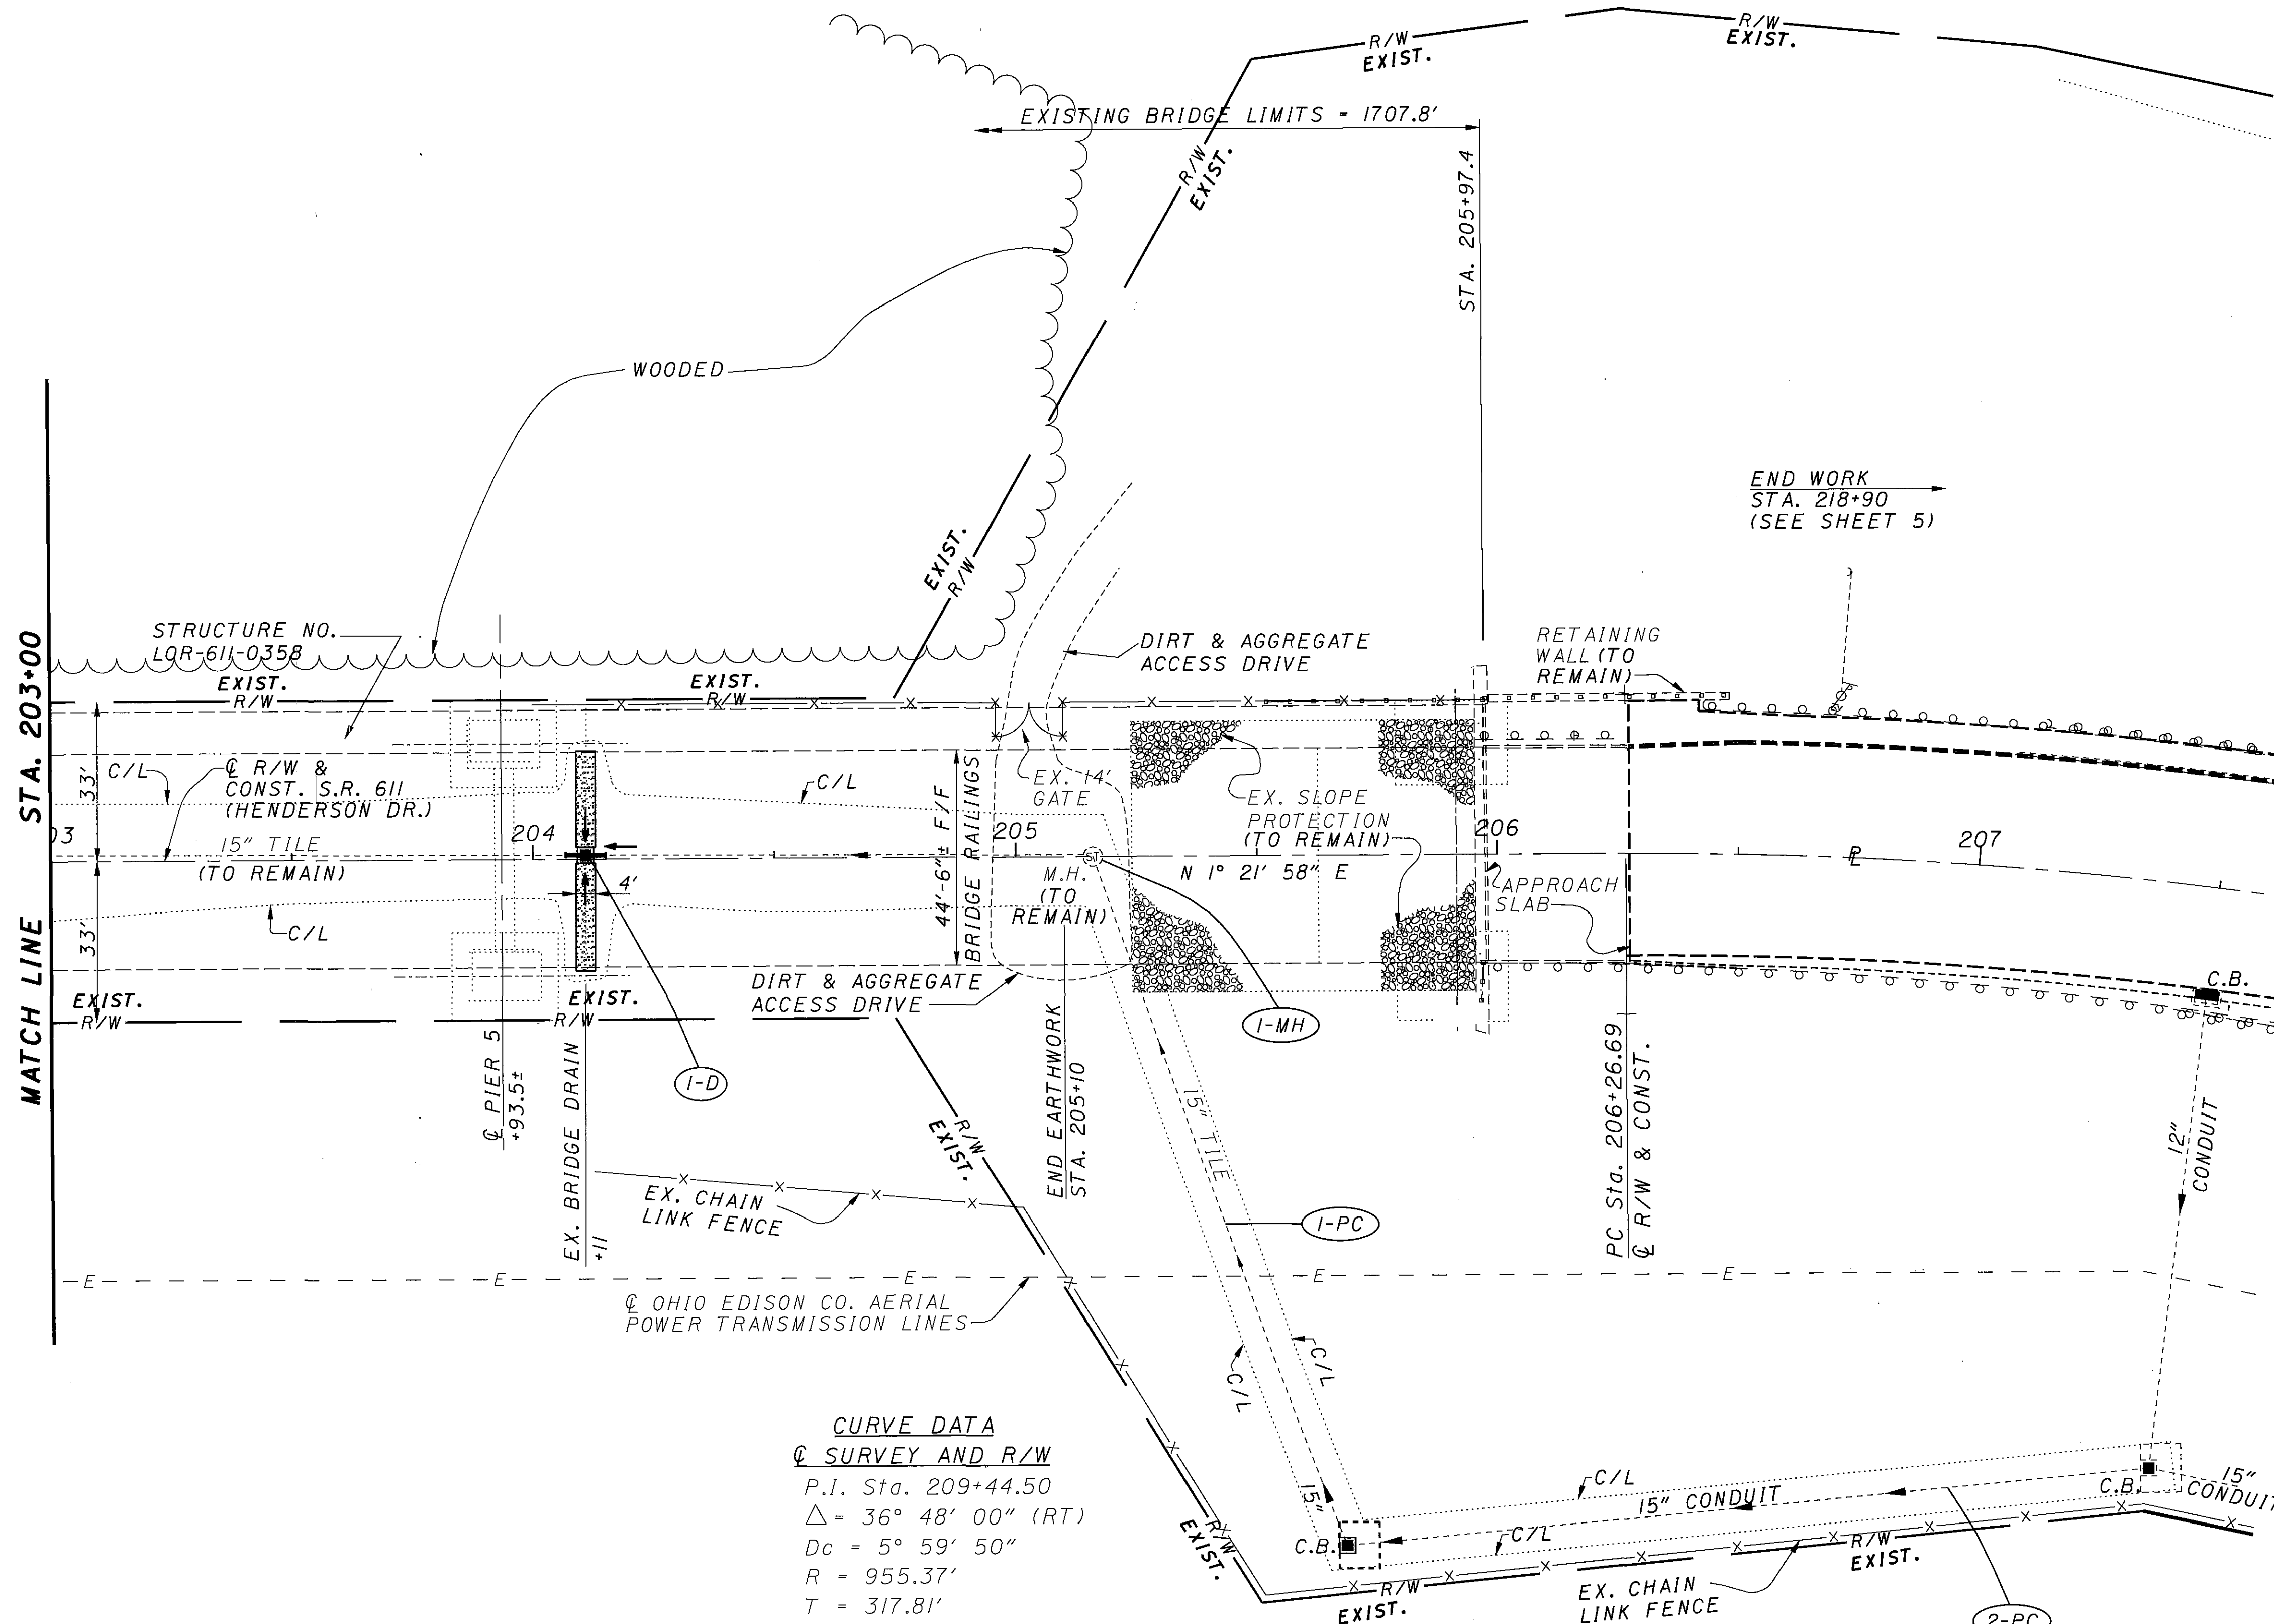 R/W
EXIST.
R/W
EXIST.
EXISTING BRIDGE LIMITS = 1707.8'
R/W
EXIST.
STA. 205+97.4
WOODED
END WORK
STA. 218+90
(SEE SHEET 5)
EXIST.
R/W
MATCH LINE STA. 203+00
STRUCTURE NO.
LOR-611-0358
EXIST.
R/W
EXIST.
R/W
DIRT & AGGREGATE
ACCESS DRIVE
RETAINING
WALL (TO
REMAIN)
33'
C/L
℄ R/W &
CONST. S.R. 611
(HENDERSON DR.)
C/L
EX. 14'
GATE
EX. SLOPE
PROTECTION
(TO REMAIN)
44'-6"± F/F
BRIDGE RAILINGS
03
15" TILE
(TO REMAIN)
204
205
206
207
ST
N 1° 21' 58" E
M.H.
(TO
REMAIN)
4'
APPROACH
SLAB
33'
C/L
DIRT & AGGREGATE
ACCESS DRIVE
C.B.
EXIST.
R/W
EXIST.
R/W
1-D
1-MH
℄ PIER 5
+93.5±
EX. BRIDGE DRAIN
+11
END EARTHWORK
STA. 205+10
PC Sta. 206+26.69
℄ R/W & CONST.
12"
CONDUIT
15" TILE
R/W
EXIST.
EX. CHAIN
LINK FENCE
1-PC
E
E
E
E
E
℄ OHIO EDISON CO. AERIAL
POWER TRANSMISSION LINES
C/L
C/L
CURVE DATA
℄ SURVEY AND R/W
P.I. Sta. 209+44.50
△ = 36° 48' 00" (RT)
Dc = 5° 59' 50"
R = 955.37'
T = 317.81'
15"
C/L
15" CONDUIT
C.B.
15"
CONDUIT
C.B.
C/L
R/W
EXIST.
R/W
EXIST.
R/W
EXIST.
EX. CHAIN
LINK FENCE
2-PC